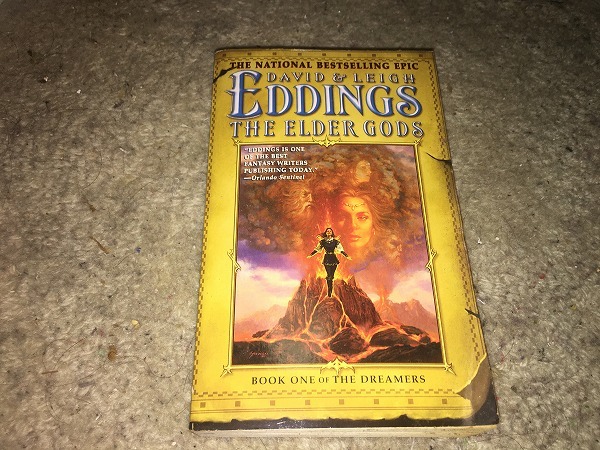 THE NATIONAL BESTSELLING EPIC
DAVID & LEIGH
EDDINGS
THE ELDER GODS
"EDDINGS IS ONE
OF THE BEST
FANTASY WRITERS
PUBLISHING TODAY."
—Orlando Sentinel
BOOK ONE OF THE DREAMERS